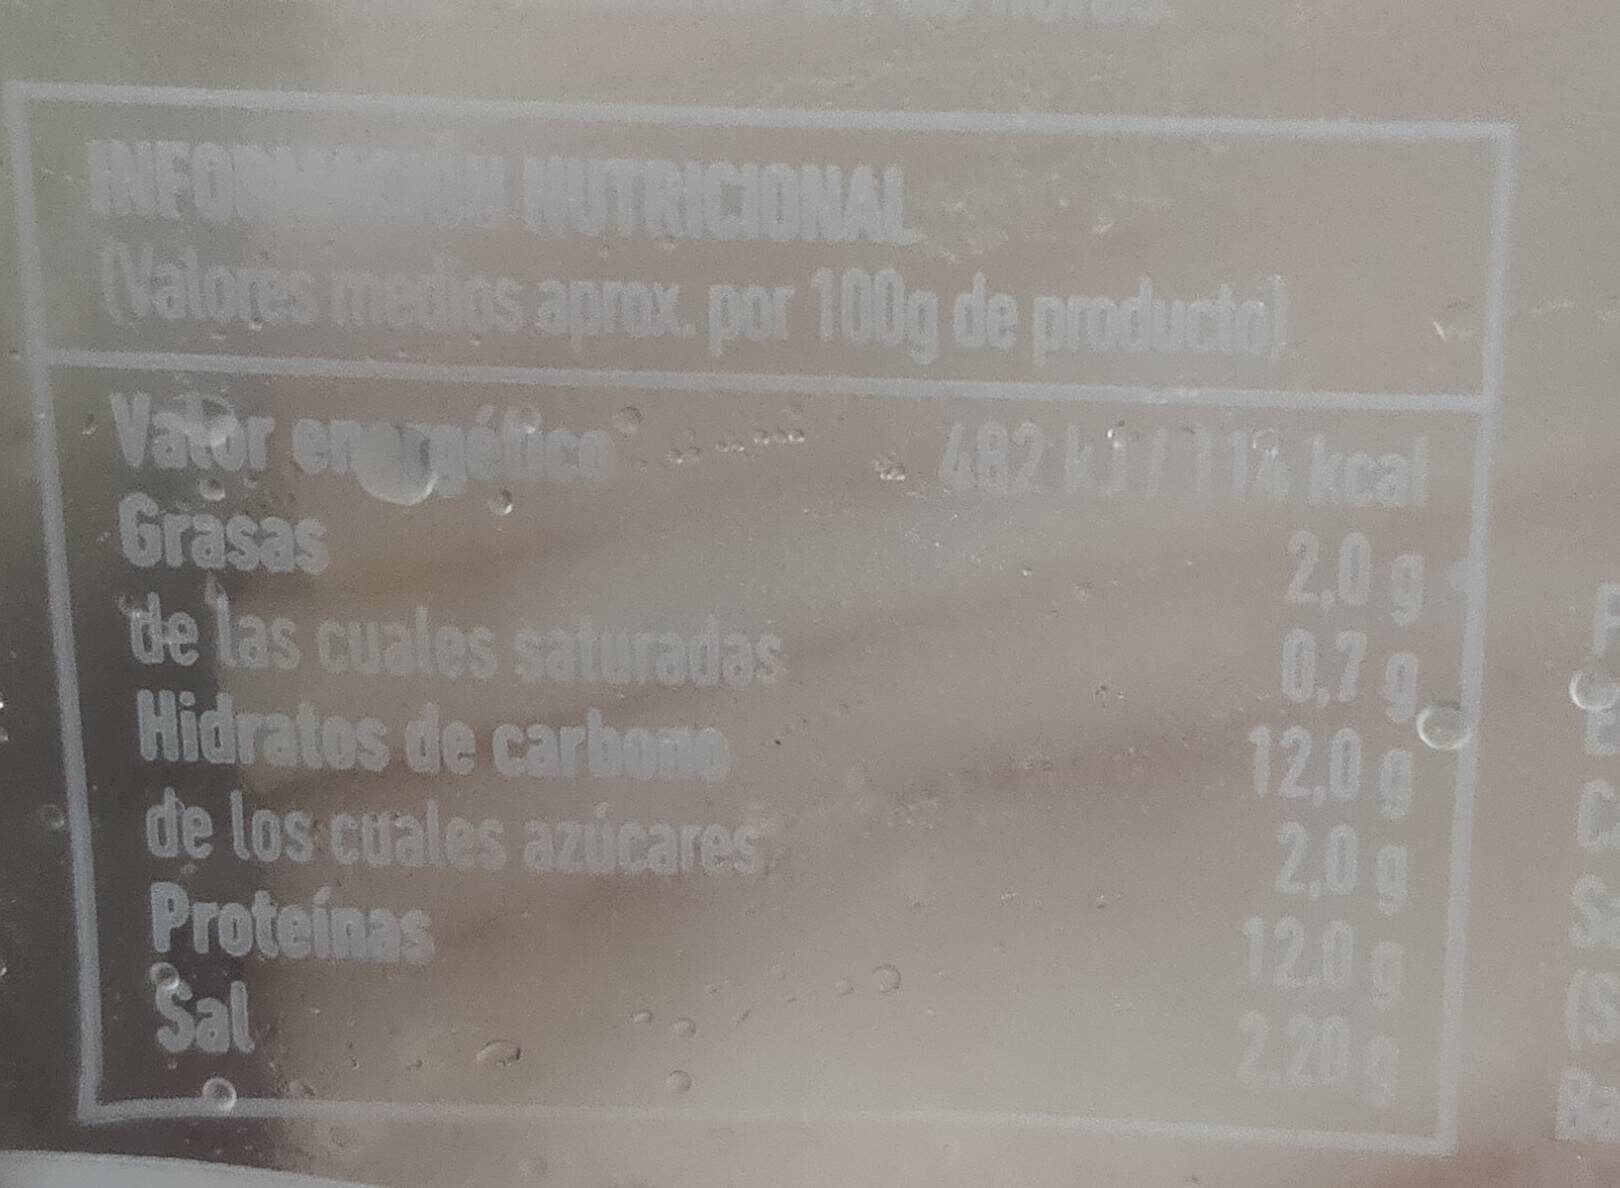 INFORMACIÓN NUTRICIONAL
(Valores medios aprox. por 100g de producto)
Valor energético 482 kJ / 114 kcal
Grasas 2,0 g
de las cuales saturadas 0,7 g
Hidratos de carbono 12,0 g
de los cuales azúcares 2,0 g
Proteínas 12,0 g
Sal 2,20 g